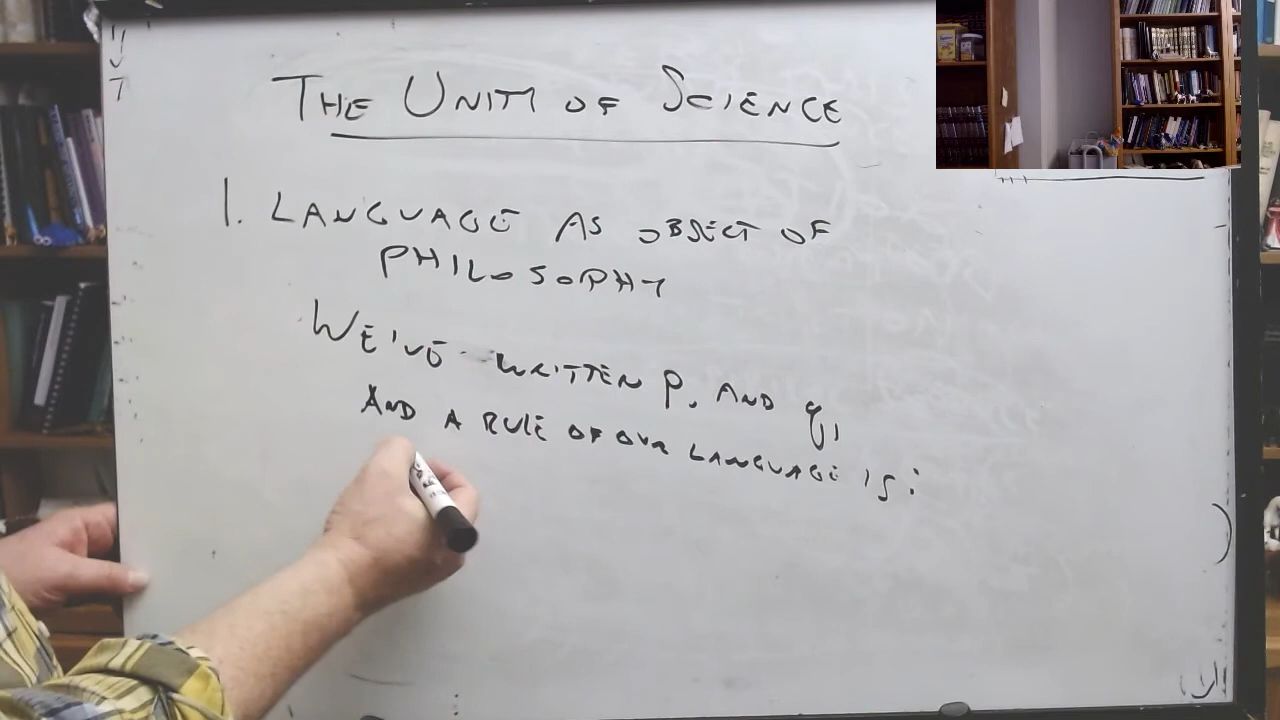 THE UNITY OF SCIENCE
1. LANGUAGE AS OBJECT OF
PHILOSOPHY
WE'VE WRITTEN P, AND q,
AND A RULE OF OUR LANGUAGE IS: